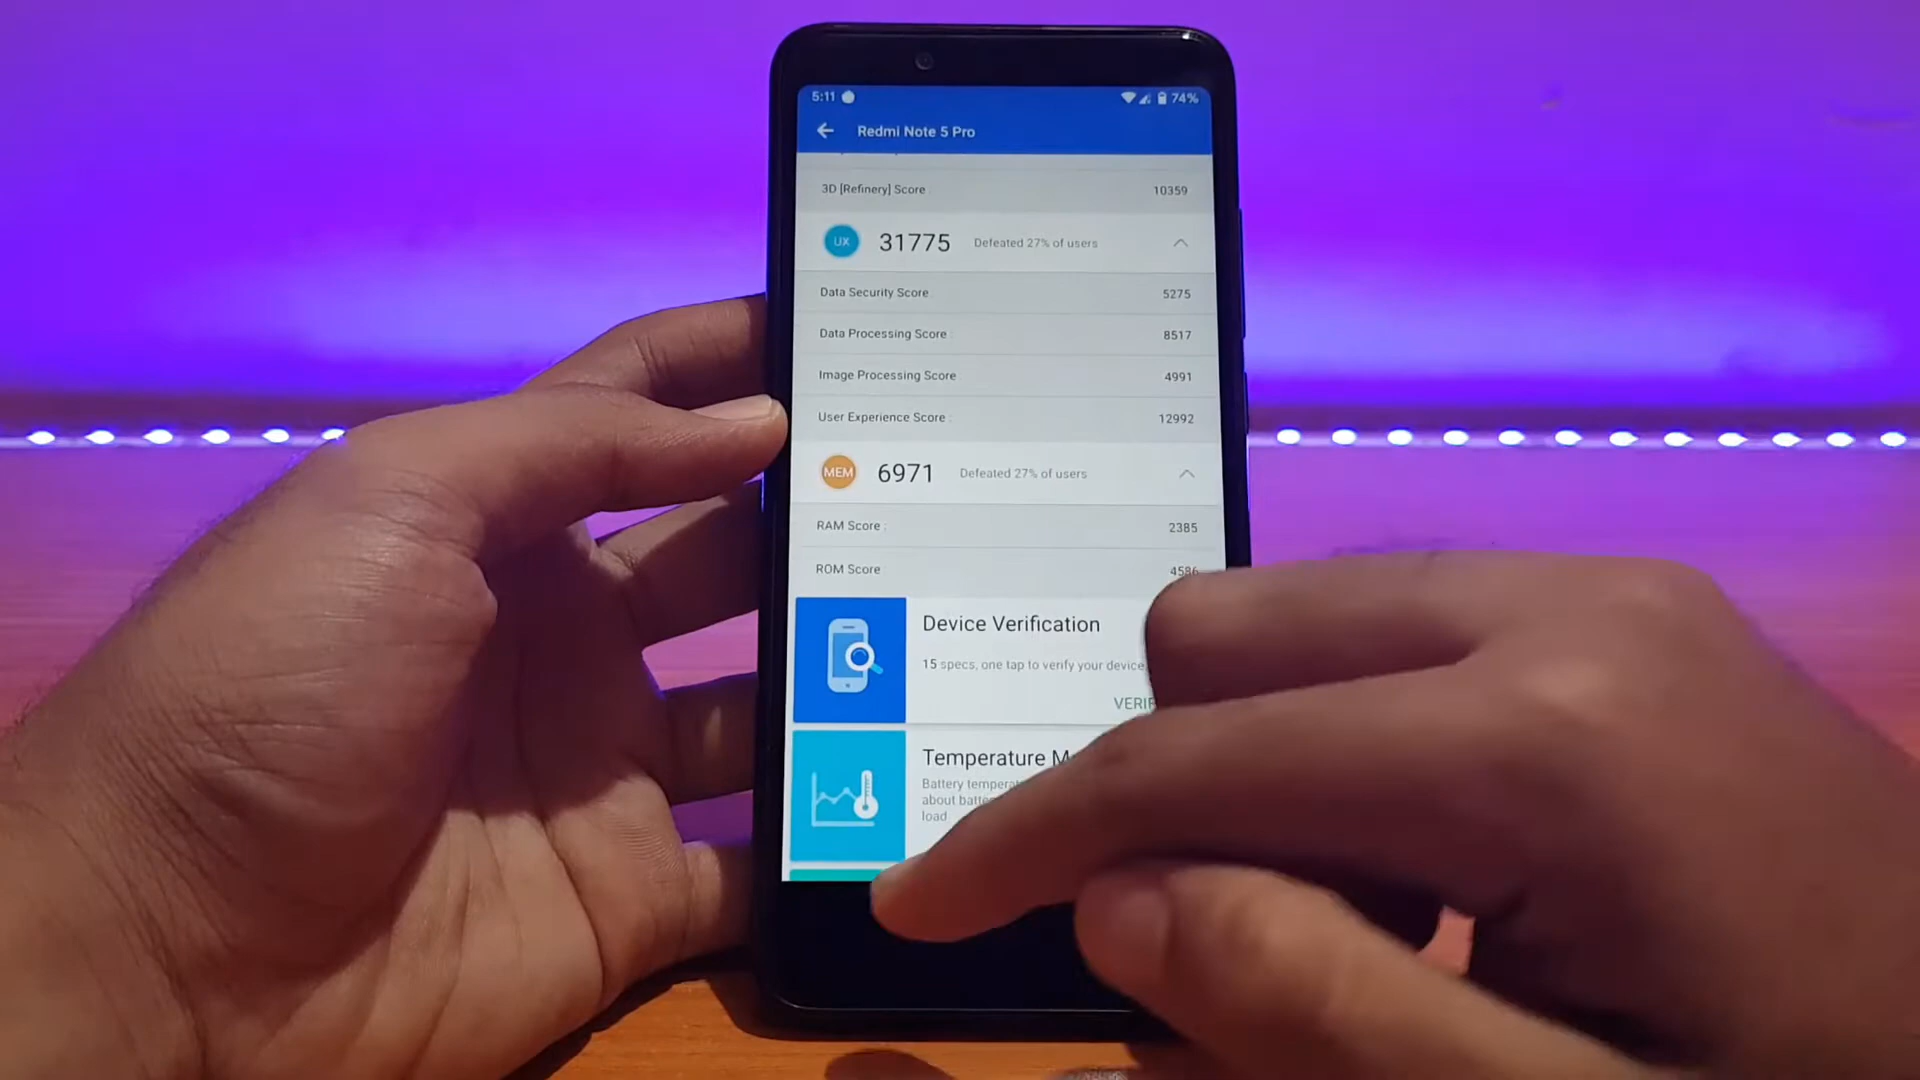 5:11 74%
Redmi Note 5 Pro
3D [Refinery] Score 10359
UX 31775 Defeated 27% of users
Data Security Score 5275
Data Processing Score 8517
Image Processing Score 4991
User Experience Score 12992
MEM 6971 Defeated 27% of users
RAM Score : 2385
ROM Score 4586
Device Verification
15 specs, one tap to verify your device
VERIF
Temperature M
Battery temperat
about batte
load